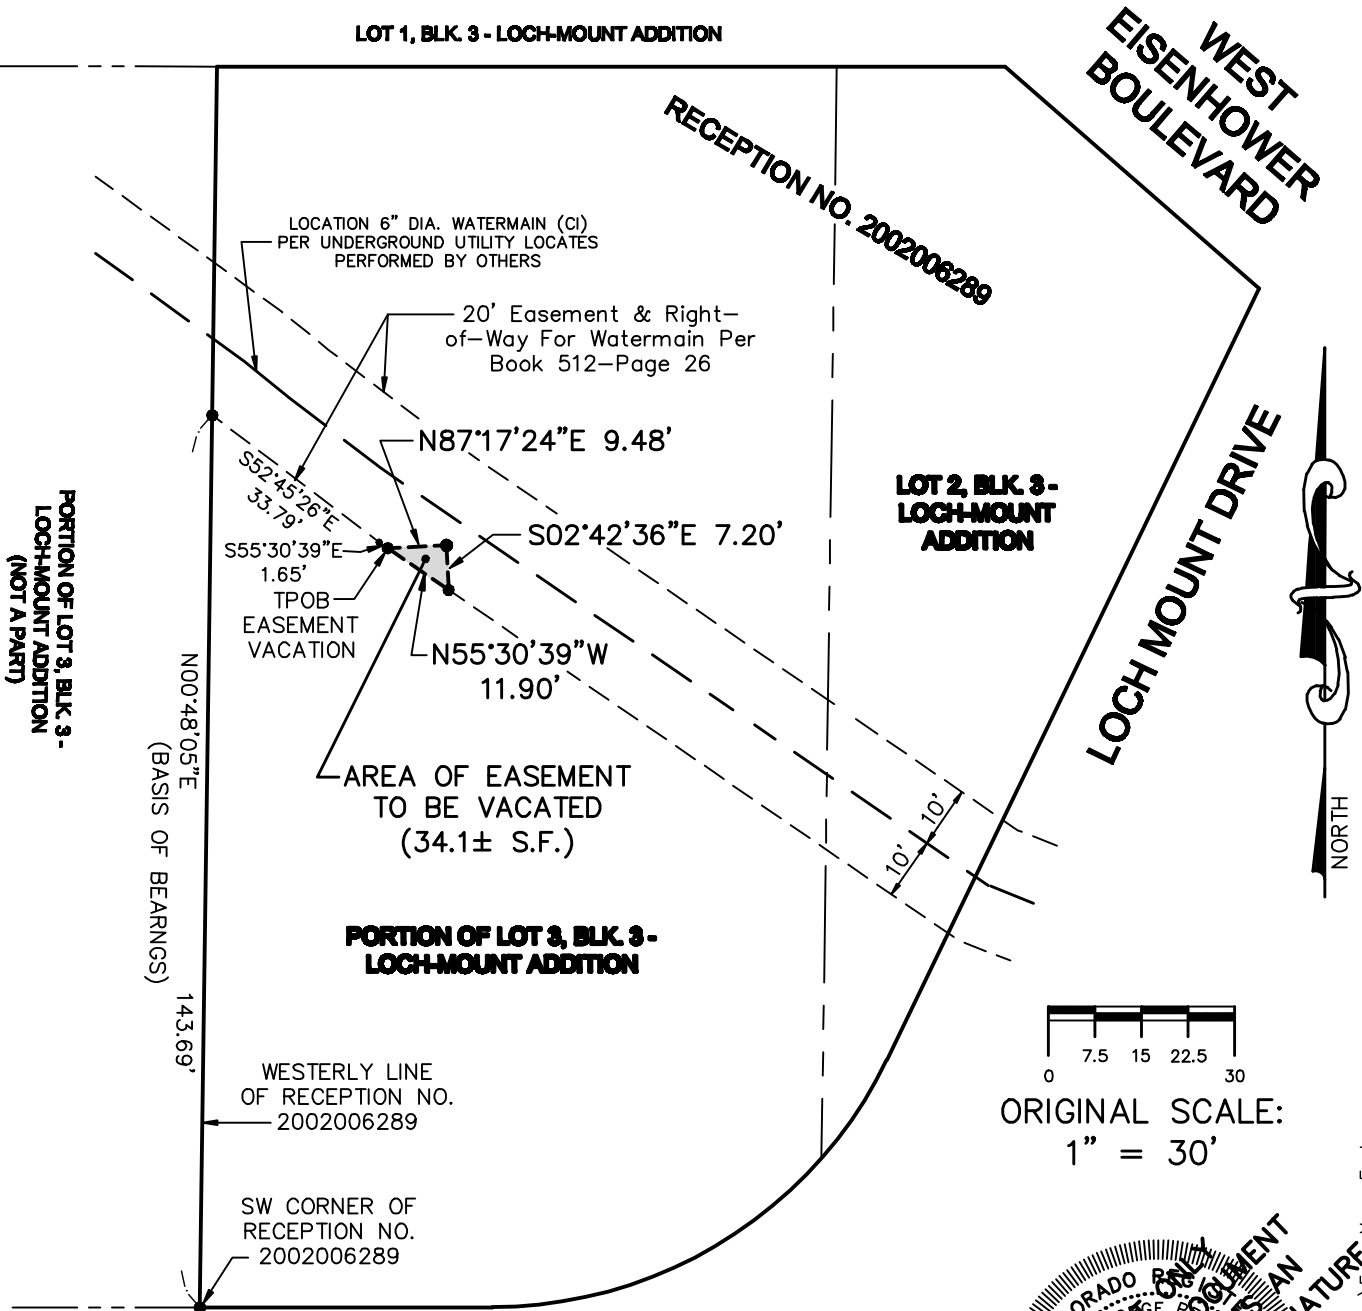 LOT 1, BLK. 3 - LOCH-MOUNT ADDITION
WEST
EISENHOWER
BOULEVARD
RECEPTION NO. 2002006289
LOCATION 6" DIA. WATERMAIN (CI)
PER UNDERGROUND UTILITY LOCATES
PERFORMED BY OTHERS
20' Easement & Right-
of-Way For Watermain Per
Book 512-Page 26
N87°17'24"E 9.48'
S52°45'26"E
33.79'
S02°42'36"E 7.20'
S55°30'39"E
1.65'
TPOB
EASEMENT
VACATION
N55°30'39"W
11.90'
LOT 2, BLK. 3 -
LOCH-MOUNT
ADDITION
LOCH MOUNT DRIVE
PORTION OF LOT 3, BLK. 3 -
LOCH-MOUNT ADDITION
(NOT A PART)
N00°48'05"E 143.69'
(BASIS OF BEARNGS)
AREA OF EASEMENT
TO BE VACATED
(34.1± S.F.)
10'
10'
NORTH
PORTION OF LOT 3, BLK. 3 -
LOCH-MOUNT ADDITION
WESTERLY LINE
OF RECEPTION NO.
2002006289
0 7.5 15 22.5 30
ORIGINAL SCALE:
1" = 30'
SW CORNER OF
RECEPTION NO.
2002006289
ONLY